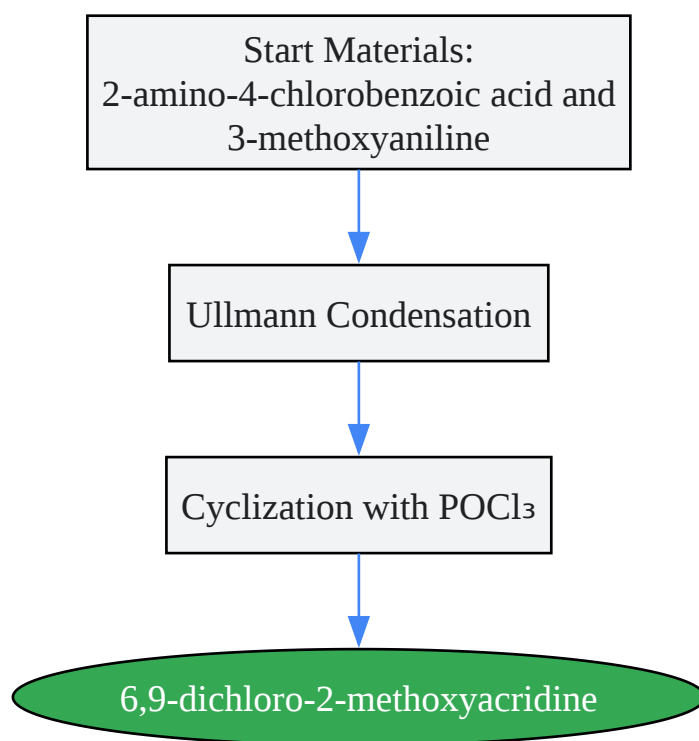 Start Materials:
2-amino-4-chlorobenzoic acid and
3-methoxyaniline
Ullmann Condensation
Cyclization with POCl₃
6,9-dichloro-2-methoxyacridine